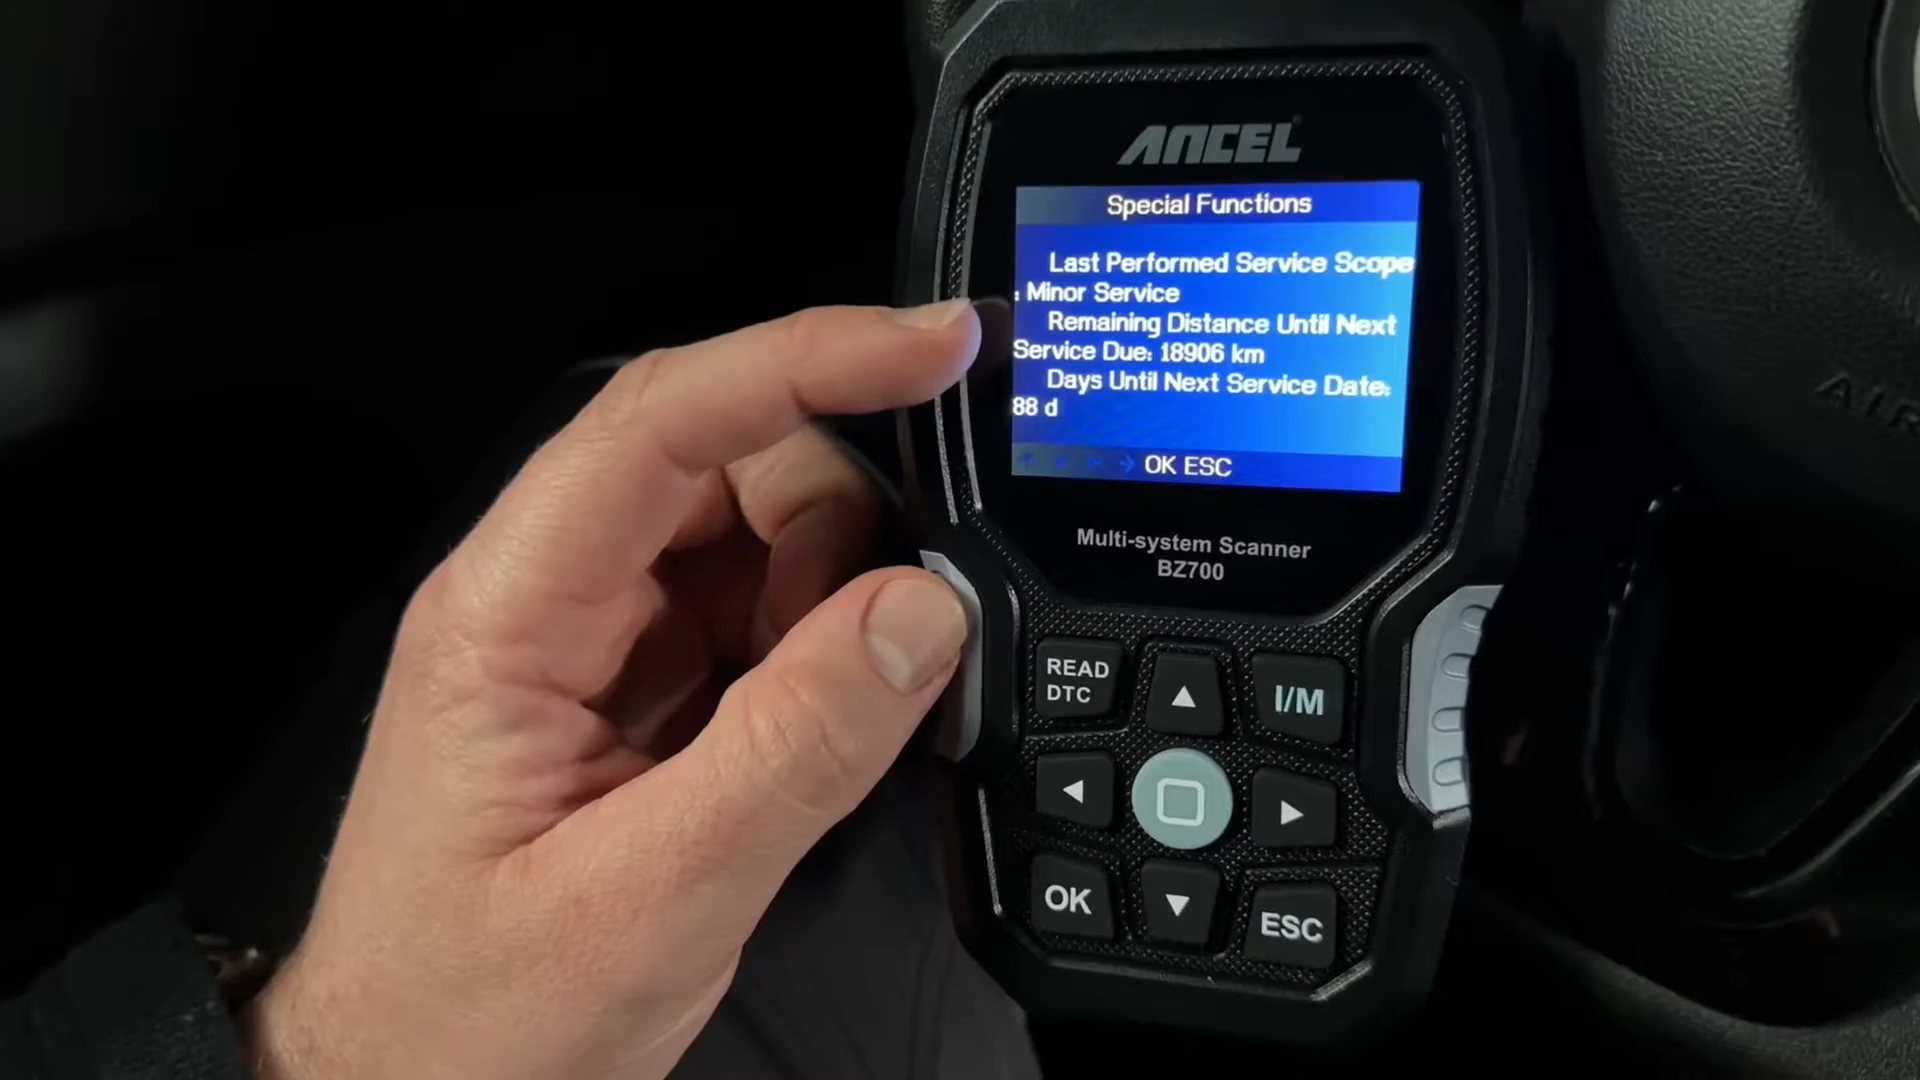 ANCEL
Special Functions
Last Performed Service Scope
: Minor Service
Remaining Distance Until Next
Service Due: 18906 km
Days Until Next Service Date:
88 d
OK ESC
Multi-system Scanner
BZ700
READ
DTC
I/M
OK
ESC